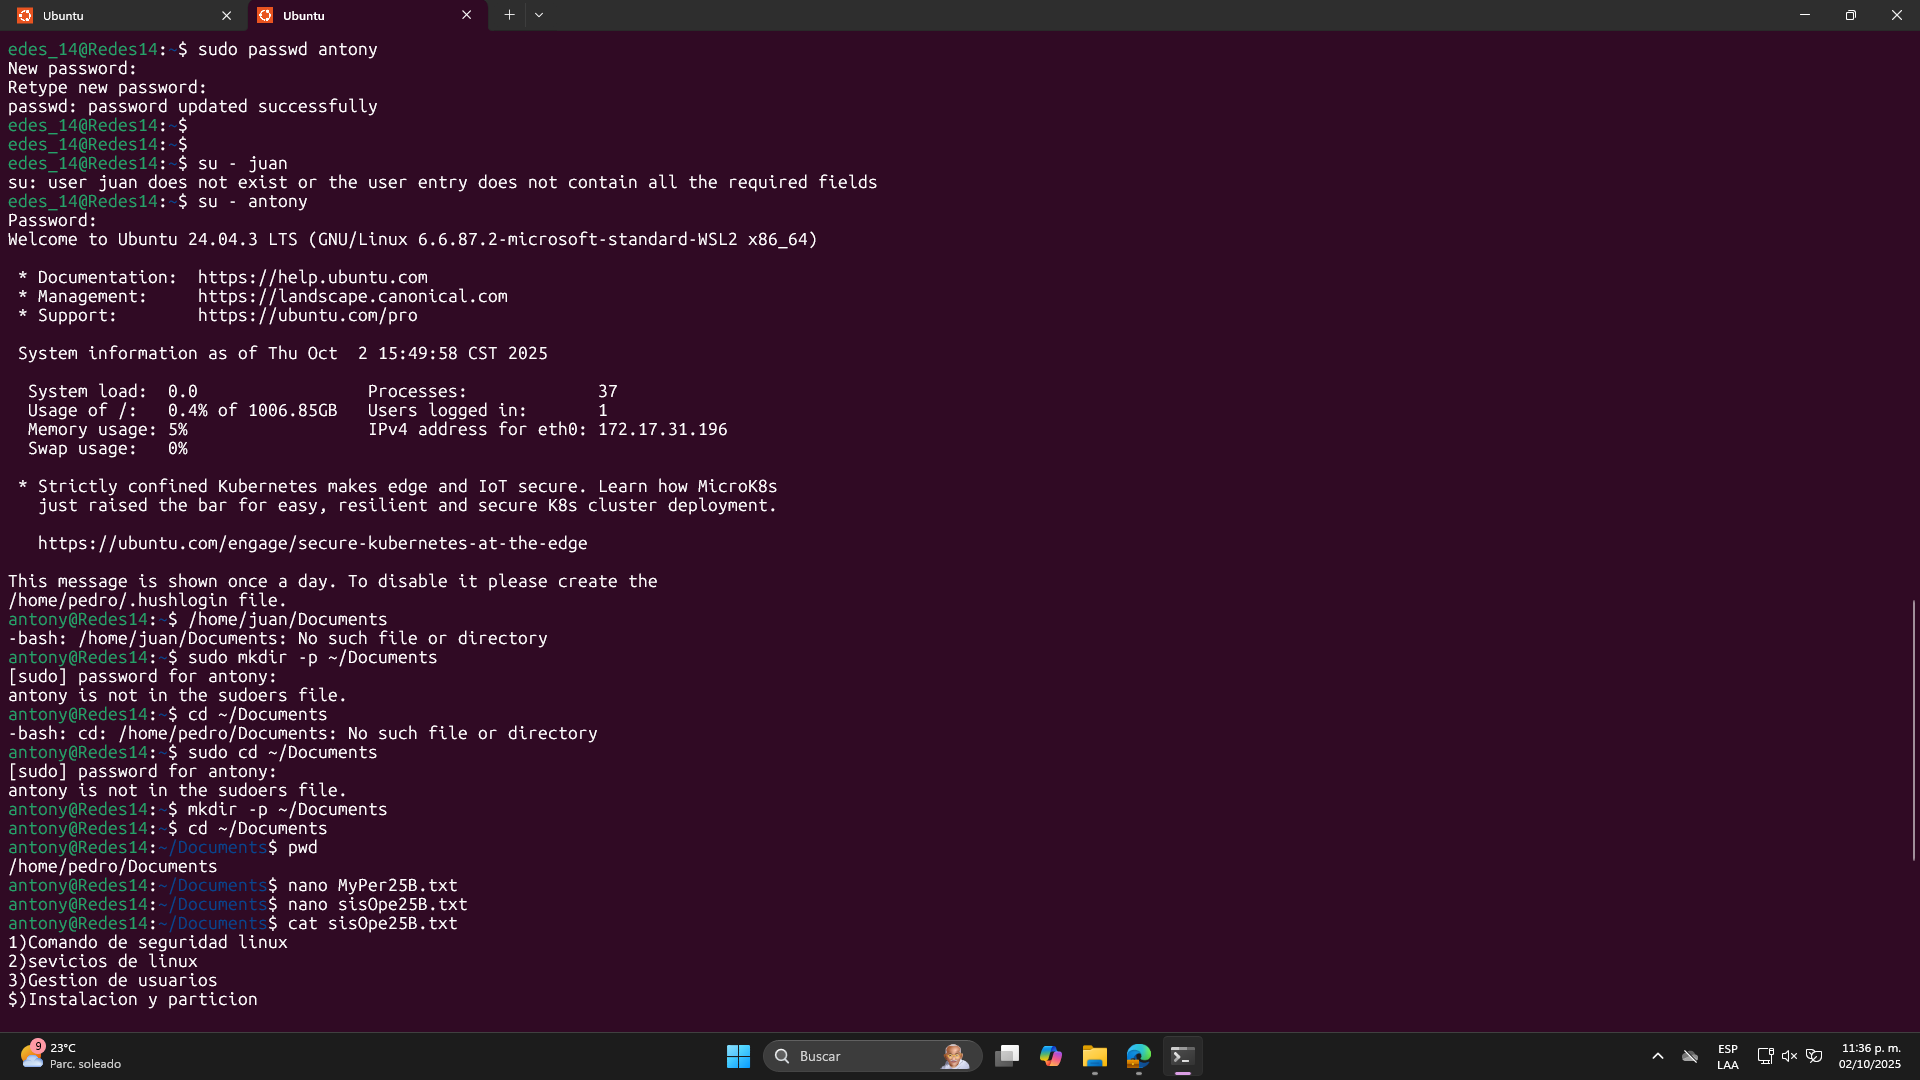 Ubuntu
Ubuntu
edes_14@Redes14:~$ sudo passwd antony
New password:
Retype new password:
passwd: password updated successfully
edes_14@Redes14:~$
edes_14@Redes14:~$
edes_14@Redes14:~$ su - juan
su: user juan does not exist or the user entry does not contain all the required fields
edes_14@Redes14:~$ su - antony
Password:
Welcome to Ubuntu 24.04.3 LTS (GNU/Linux 6.6.87.2-microsoft-standard-WSL2 x86_64)
* Documentation:  https://help.ubuntu.com
* Management:     https://landscape.canonical.com
* Support:        https://ubuntu.com/pro
System information as of Thu Oct  2 15:49:58 CST 2025
System load:  0.0                 Processes:             37
Usage of /:   0.4% of 1006.85GB   Users logged in:       1
Memory usage: 5%                  IPv4 address for eth0: 172.17.31.196
Swap usage:   0%
* Strictly confined Kubernetes makes edge and IoT secure. Learn how MicroK8s
just raised the bar for easy, resilient and secure K8s cluster deployment.
https://ubuntu.com/engage/secure-kubernetes-at-the-edge
This message is shown once a day. To disable it please create the
/home/pedro/.hushlogin file.
antony@Redes14:~$ /home/juan/Documents
-bash: /home/juan/Documents: No such file or directory
antony@Redes14:~$ sudo mkdir -p ~/Documents
[sudo] password for antony:
antony is not in the sudoers file.
antony@Redes14:~$ cd ~/Documents
-bash: cd: /home/pedro/Documents: No such file or directory
antony@Redes14:~$ sudo cd ~/Documents
[sudo] password for antony:
antony is not in the sudoers file.
antony@Redes14:~$ mkdir -p ~/Documents
antony@Redes14:~$ cd ~/Documents
antony@Redes14:~/Documents$ pwd
/home/pedro/Documents
antony@Redes14:~/Documents$ nano MyPer25B.txt
antony@Redes14:~/Documents$ nano sisOpe25B.txt
antony@Redes14:~/Documents$ cat sisOpe25B.txt
1)Comando de seguridad linux
2)sevicios de linux
3)Gestion de usuarios
$)Instalacion y particion
9
23°C
Parc. soleado
Buscar
ESP
LAA
11:36 p. m.
02/10/2025